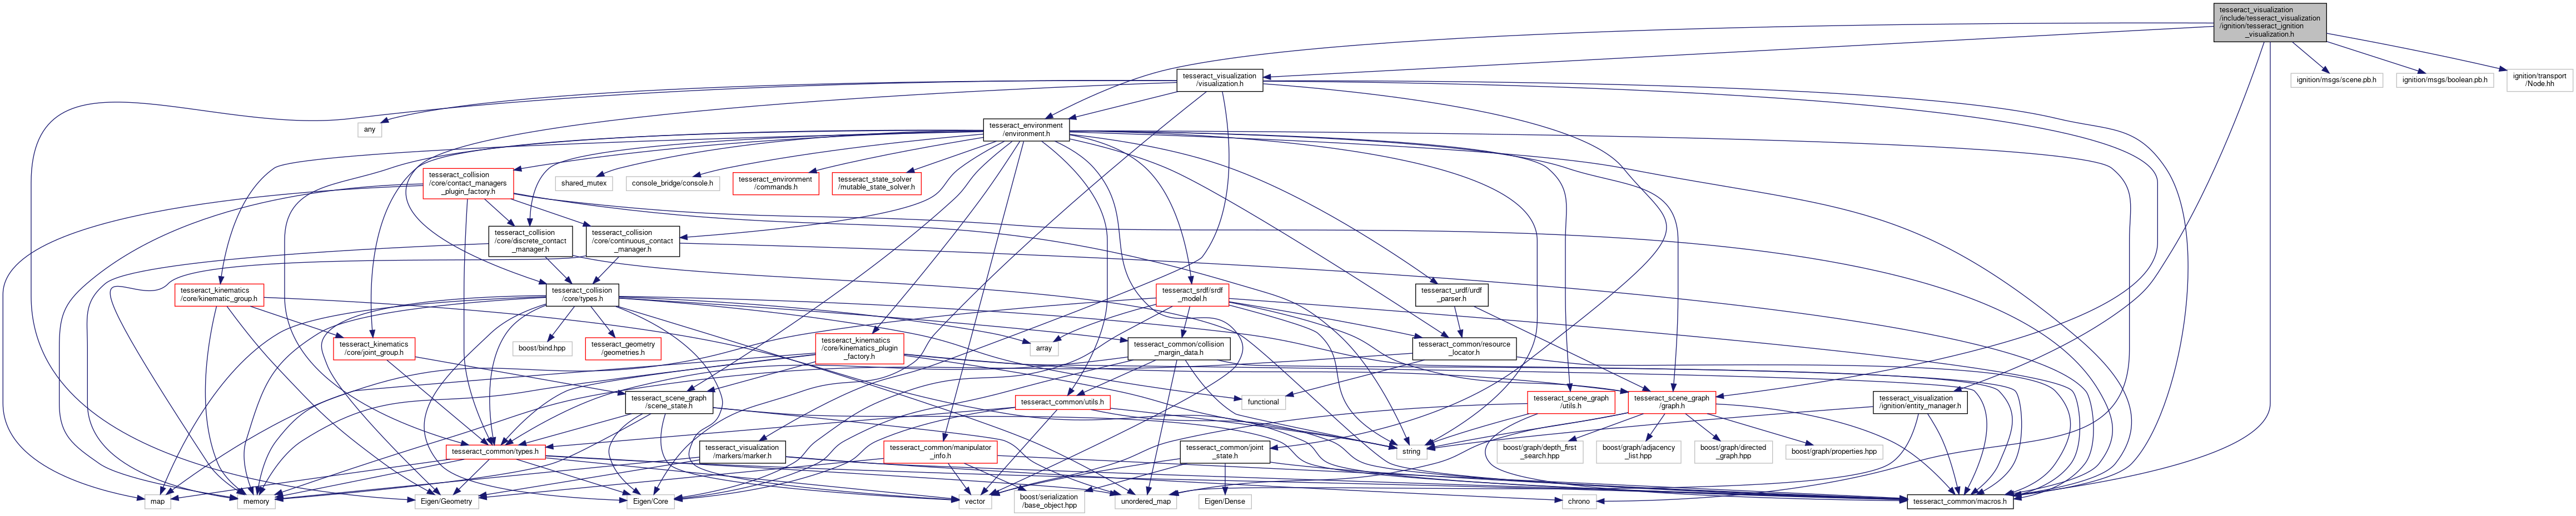 tesseract_visualization
/include/tesseract_visualization
/ignition/tesseract_ignition
_visualization.h
tesseract_visualization
/visualization.h
ignition/msgs/scene.pb.h
ignition/msgs/boolean.pb.h
ignition/transport
/Node.hh
any
tesseract_environment
/environment.h
tesseract_collision
/core/contact_managers
_plugin_factory.h
shared_mutex
console_bridge/console.h
tesseract_environment
/commands.h
tesseract_state_solver
/mutable_state_solver.h
tesseract_collision
/core/discrete_contact
_manager.h
tesseract_collision
/core/continuous_contact
_manager.h
tesseract_kinematics
/core/kinematic_group.h
tesseract_collision
/core/types.h
tesseract_srdf/srdf
_model.h
tesseract_urdf/urdf
_parser.h
tesseract_kinematics
/core/joint_group.h
boost/bind.hpp
tesseract_geometry
/geometries.h
tesseract_kinematics
/core/kinematics_plugin
_factory.h
array
tesseract_common/collision
_margin_data.h
tesseract_common/resource
_locator.h
tesseract_scene_graph
/scene_state.h
tesseract_common/utils.h
functional
tesseract_scene_graph
/utils.h
tesseract_scene_graph
/graph.h
tesseract_visualization
/ignition/entity_manager.h
tesseract_common/types.h
tesseract_visualization
/markers/marker.h
tesseract_common/manipulator
_info.h
tesseract_common/joint
_state.h
string
boost/graph/depth_first
_search.hpp
boost/graph/adjacency
_list.hpp
boost/graph/directed
_graph.hpp
boost/graph/properties.hpp
map
memory
Eigen/Geometry
Eigen/Core
vector
boost/serialization
/base_object.hpp
unordered_map
Eigen/Dense
chrono
tesseract_common/macros.h